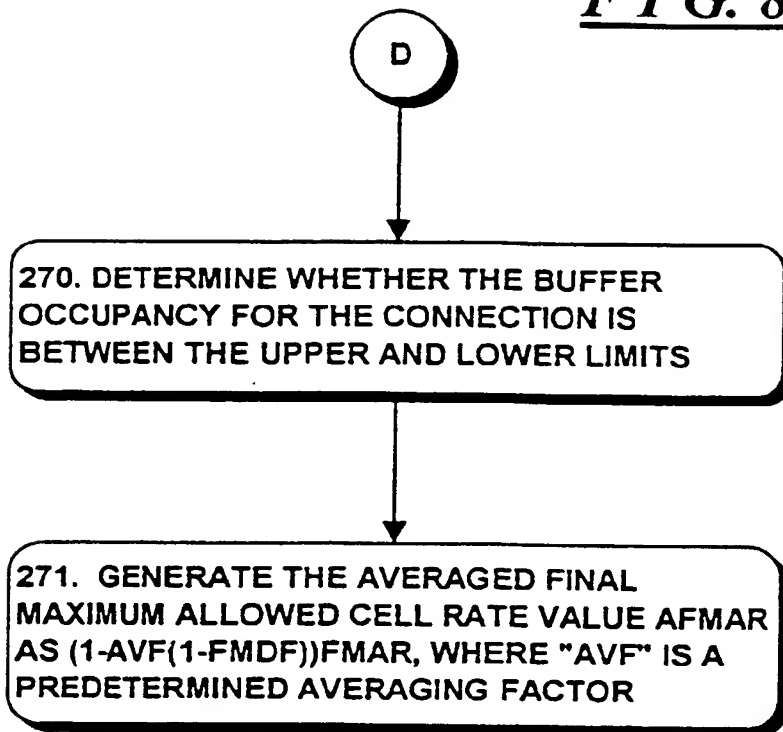 FIG. 8
D
270. DETERMINE WHETHER THE BUFFER
OCCUPANCY FOR THE CONNECTION IS
BETWEEN THE UPPER AND LOWER LIMITS
271. GENERATE THE AVERAGED FINAL
MAXIMUM ALLOWED CELL RATE VALUE AFMAR
AS (1-AVF(1-FMDF))FMAR, WHERE "AVF" IS A
PREDETERMINED AVERAGING FACTOR